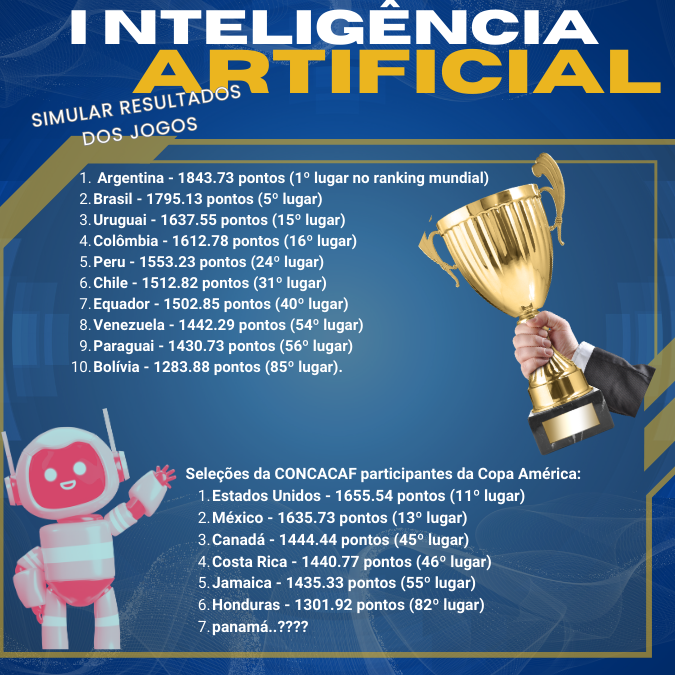 INTELIGÊNCIA
ARTIFICIAL
SIMULAR RESULTADOS
DOS JOGOS
1. Argentina - 1843.73 pontos (1º lugar no ranking mundial)
2. Brasil - 1795.13 pontos (5º lugar)
3. Uruguai - 1637.55 pontos (15º lugar)
4. Colômbia - 1612.78 pontos (16º lugar)
5. Peru - 1553.23 pontos (24º lugar)
6. Chile - 1512.82 pontos (31º lugar)
7. Equador - 1502.85 pontos (40º lugar)
8. Venezuela - 1442.29 pontos (54º lugar)
9. Paraguai - 1430.73 pontos (56º lugar)
10. Bolívia - 1283.88 pontos (85º lugar).
Seleções da CONCACAF participantes da Copa América:
1. Estados Unidos - 1655.54 pontos (11º lugar)
2. México - 1635.73 pontos (13º lugar)
3. Canadá - 1444.44 pontos (45º lugar)
4. Costa Rica - 1440.77 pontos (46º lugar)
5. Jamaica - 1435.33 pontos (55º lugar)
6. Honduras - 1301.92 pontos (82º lugar)
7. panamá..????